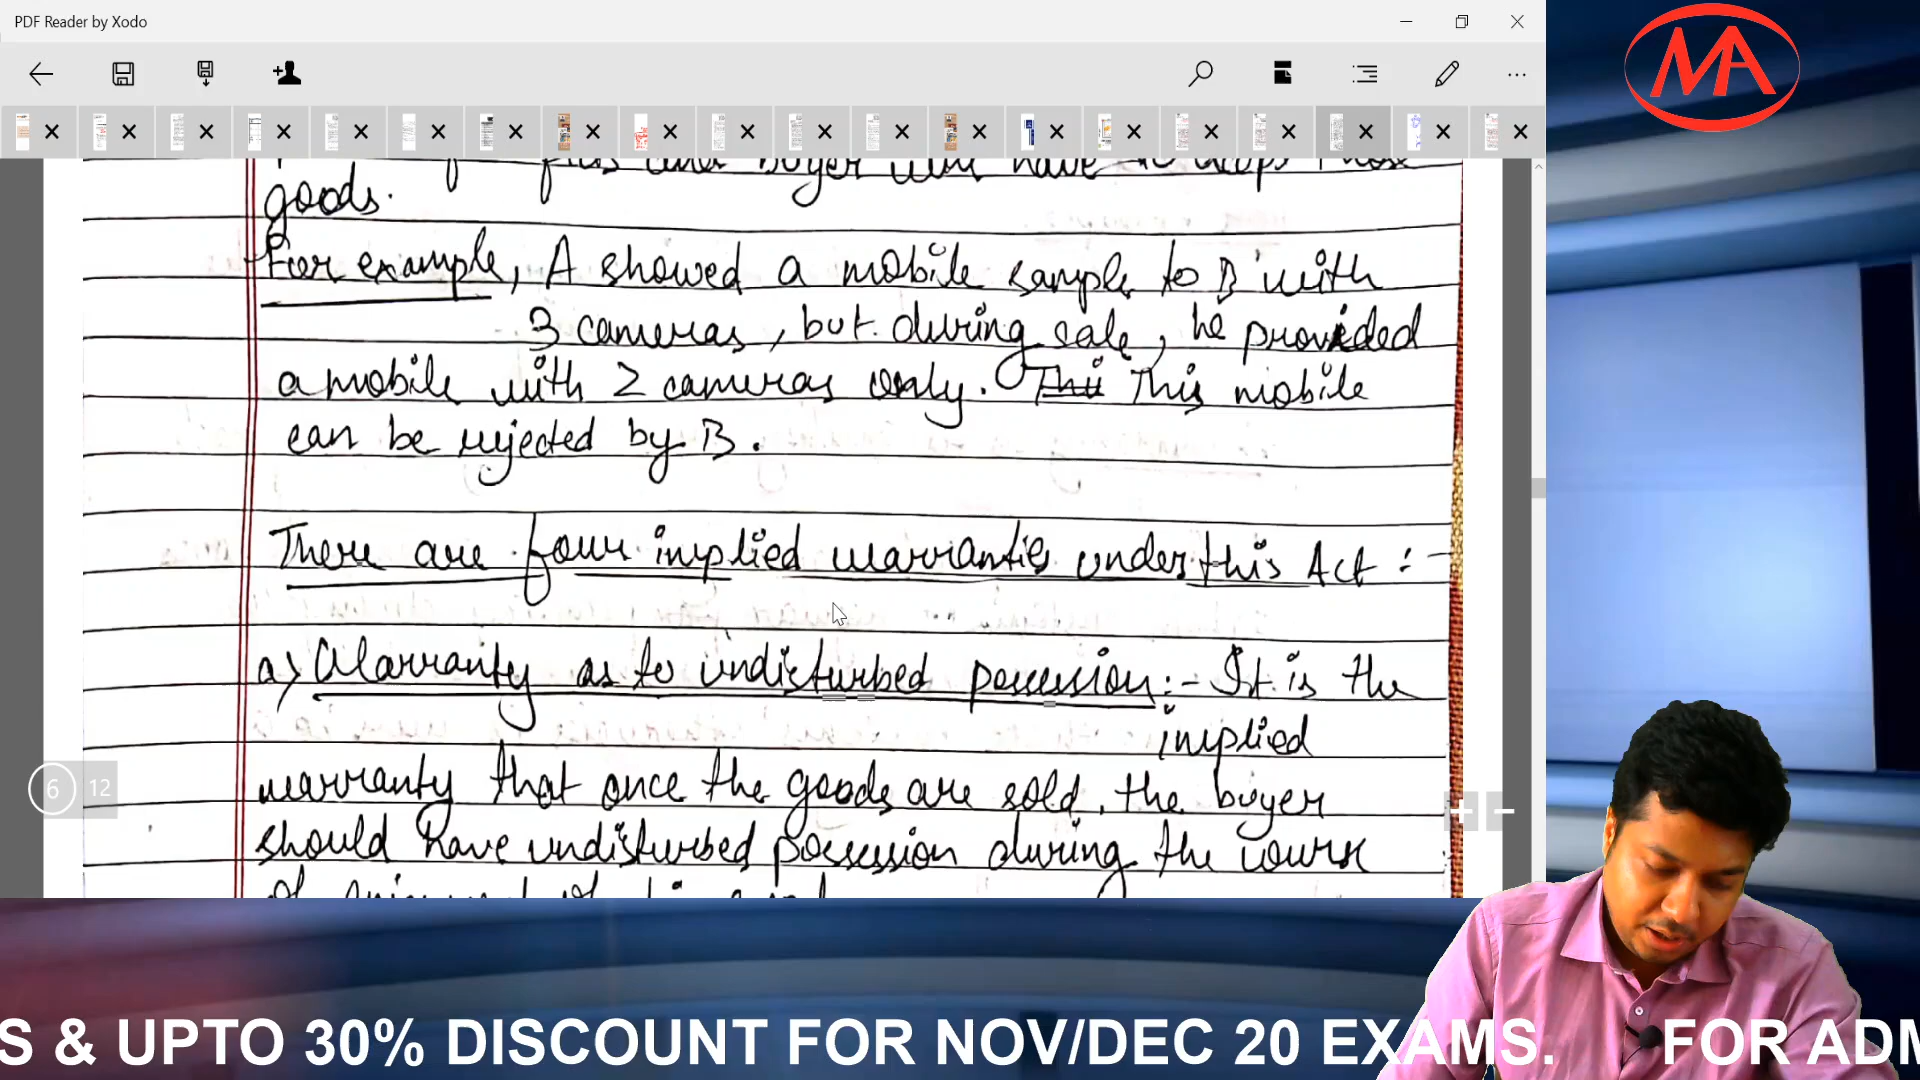 PDF Reader by Xodo
MA
goods.
For example, A showed a mobile sample to B with
3 cameras, but during sale, he provided
a mobile with 2 cameras only. This mobile
can be rejected by B.
There are four implied warranties under this Act :-
a) Warranty as to undisturbed possession :- It is the
implied
warranty that once the goods are sold, the buyer
should have undisturbed possession during the course
6 12
S & UPTO 30% DISCOUNT FOR NOV/DEC 20 EXAMS. FOR ADM